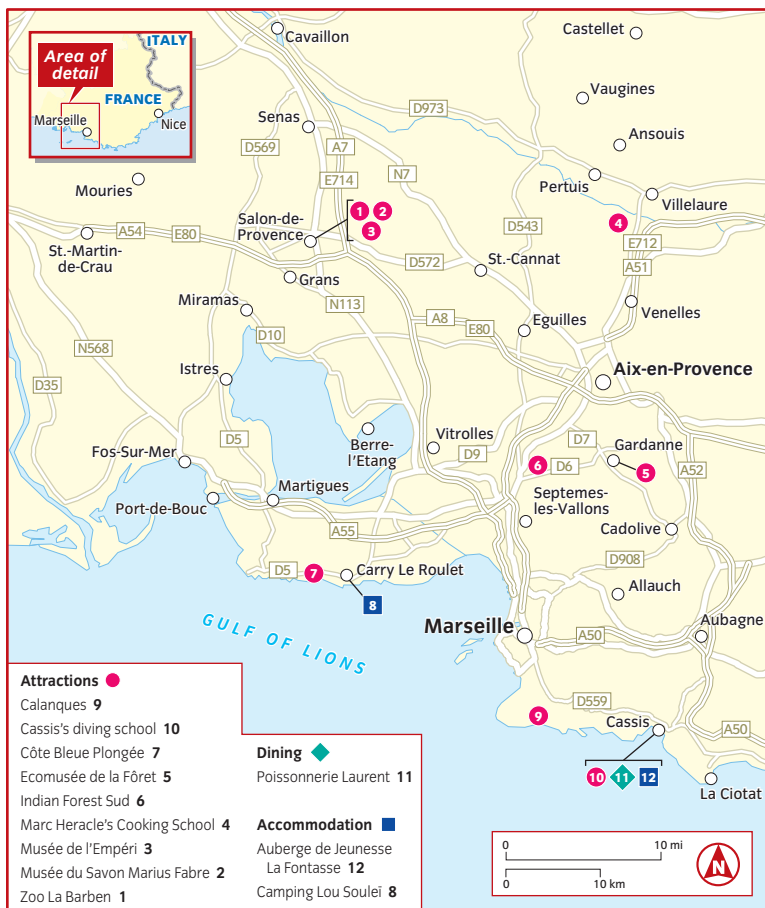 ITALY
Area of
detail
FRANCE
Marseille
Nice
Cavaillon
Castellet
Vaugines
D973
Senas
Ansouis
A7
D569
N7
E714
Pertuis
Mouries
Villelaure
1 2
3
4
Salon-de-
Provence
D543
A54
E80
E712
St.-Martin-
de-Crau
D572
St.-Cannat
A51
Grans
Miramas
N113
Venelles
A8
E80
Eguilles
D10
N568
Istres
Aix-en-Provence
D35
Berre-
l'Etang
Vitrolles
D5
D7
D9
Gardanne
Fos-Sur-Mer
6
D6
5
A52
Martigues
Septemes-
les-Vallons
Port-de-Bouc
A55
Cadolive
D908
D5
7
Carry Le Roulet
8
Allauch
GULF OF LIONS
Marseille
A50
Aubagne
D559
9
Cassis
A50
10 11 12
La Ciotat
Attractions
Calanques 9
Cassis's diving school 10
Côte Bleue Plongée 7
Ecomusée de la Fôret 5
Indian Forest Sud 6
Marc Heracle's Cooking School 4
Musée de l'Empéri 3
Musée du Savon Marius Fabre 2
Zoo La Barben 1
Dining
Poissonnerie Laurent 11
Accommodation
Auberge de Jeunesse
La Fontasse 12
Camping Lou Souleï 8
0 10 mi
0 10 km
N